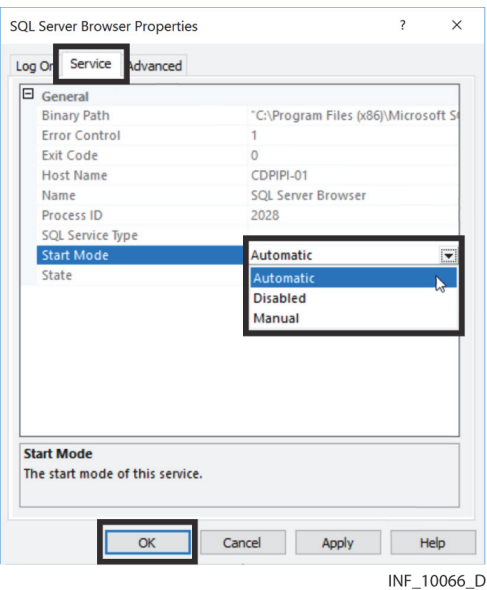 SQL Server Browser Properties ? ×
Log On Service Advanced
General
Binary Path "C:\Program Files (x86)\Microsoft
Error Control 1
Exit Code 0
Host Name CDPIPI-01
Name SQL Server Browser
Process ID 2028
SQL Service Type
Start Mode Automatic
State Automatic
Disabled
Manual
Start Mode
The start mode of this service.
OK Cancel Apply Help
INF_10066_D